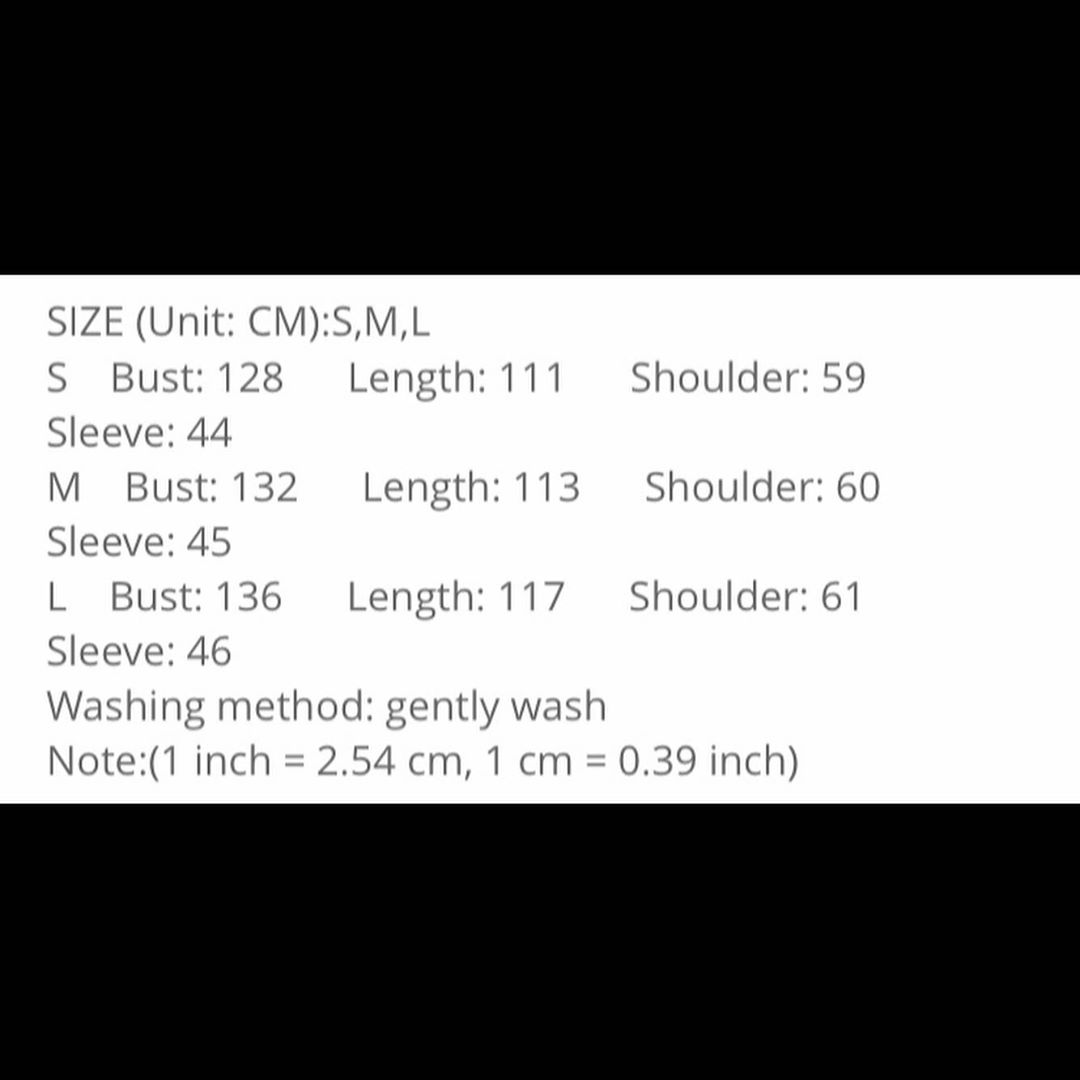 SIZE (Unit: CM):S,M,L
S Bust: 128 Length: 111 Shoulder: 59
Sleeve: 44
M Bust: 132 Length: 113 Shoulder: 60
Sleeve: 45
L Bust: 136 Length: 117 Shoulder: 61
Sleeve: 46
Washing method: gently wash
Note:(1 inch = 2.54 cm, 1 cm = 0.39 inch)